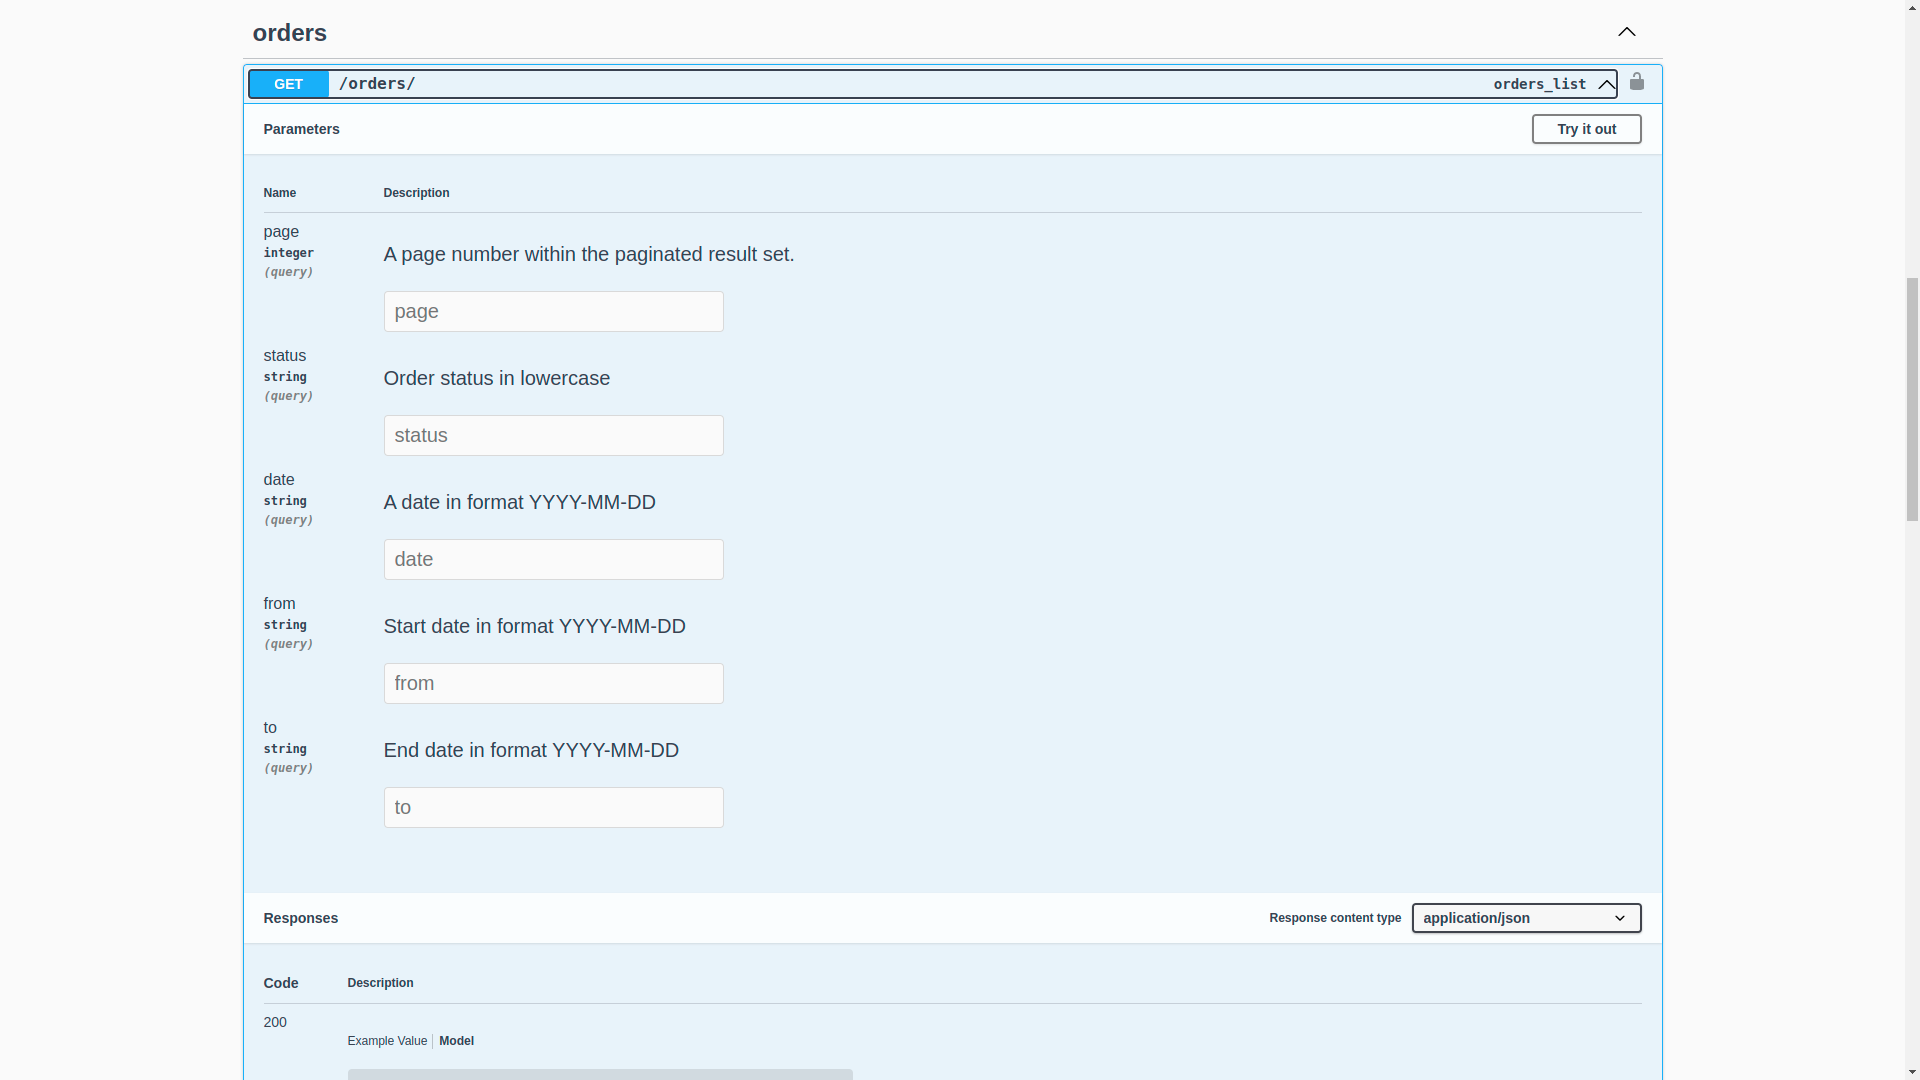 orders
GET /orders/ orders_list
Parameters Try it out
Name Description
page
integer
(query)
A page number within the paginated result set.
page
status
string
(query)
Order status in lowercase
status
date
string
(query)
A date in format YYYY-MM-DD
date
from
string
(query)
Start date in format YYYY-MM-DD
from
to
string
(query)
End date in format YYYY-MM-DD
to
Responses Response content type application/json
Code Description
200
Example Value Model